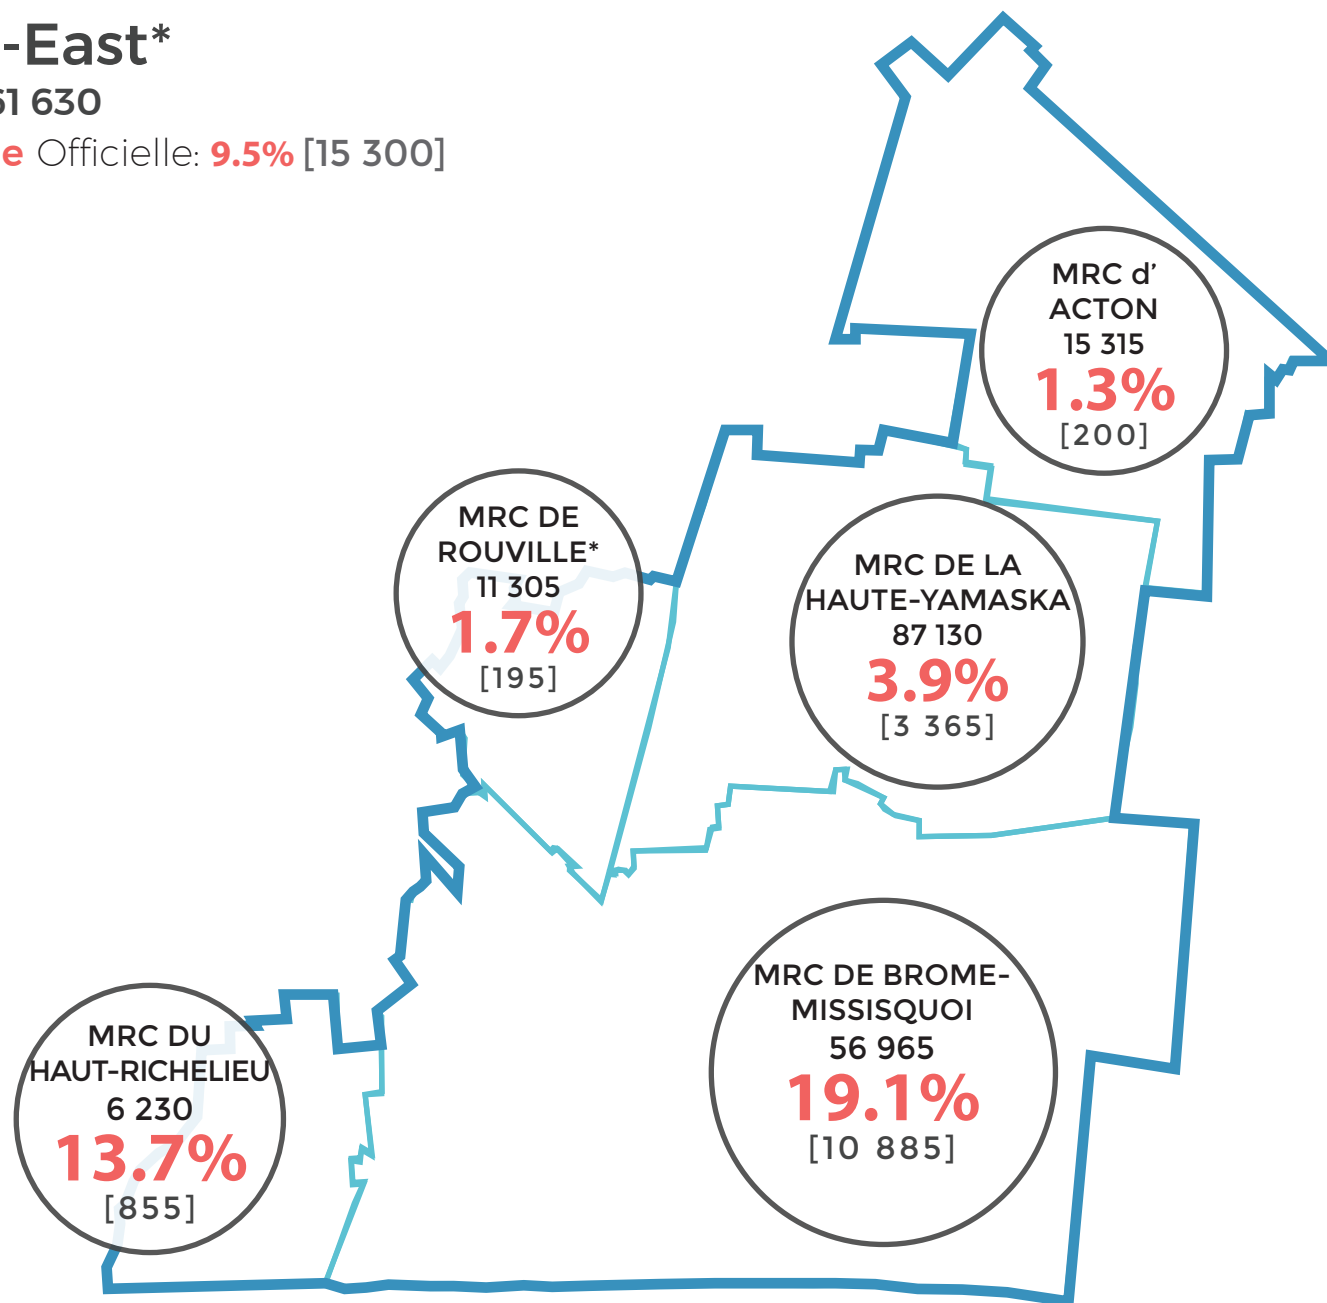 -East*
61 630
e Officielle: 9.5% [15 300]
MRC d’
ACTON
15 315
1.3%
[200]
MRC DE
ROUVILLE*
11 305
1.7%
[195]
MRC DE LA
HAUTE-YAMASKA
87 130
3.9%
[3 365]
MRC DE BROME-
MISSISQUOI
56 965
19.1%
[10 885]
MRC DU
HAUT-RICHELIEU
6 230
13.7%
[855]